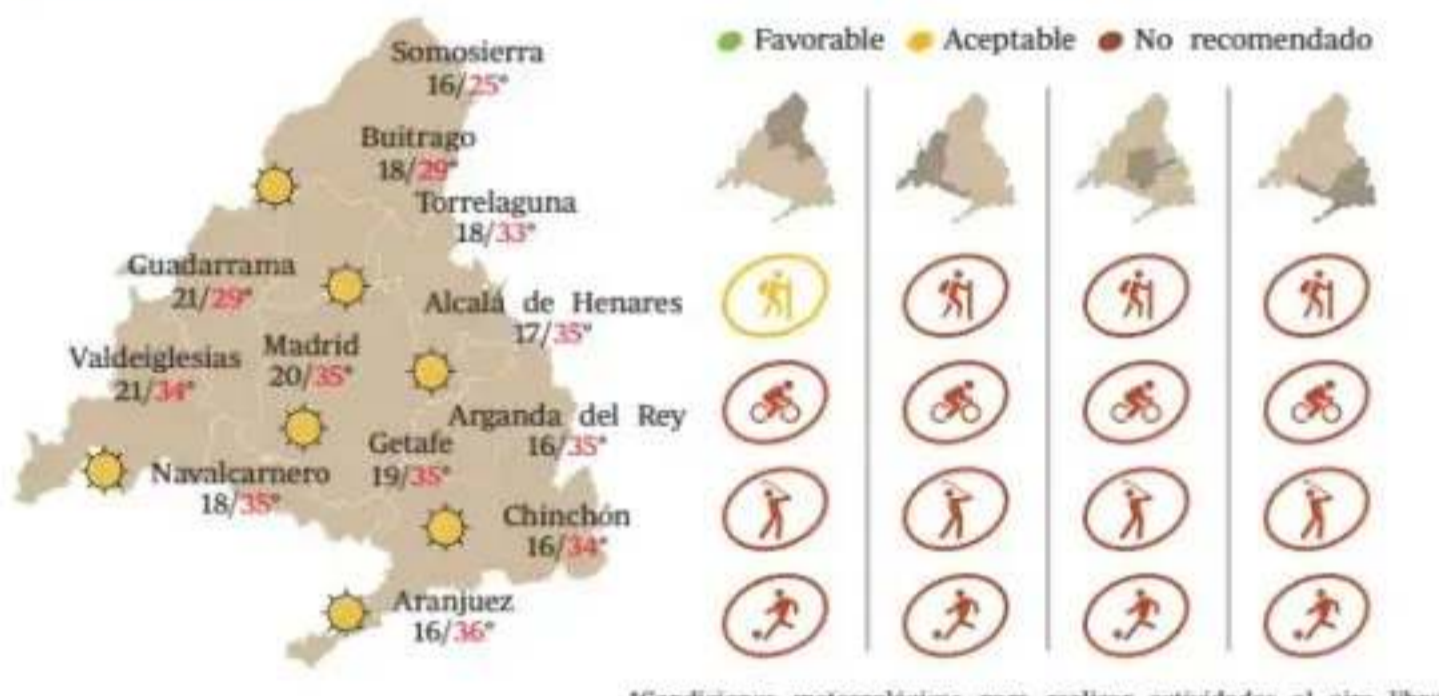 Somosierra
16/25°
Buitrago
18/29°
Torrelaguna
18/33°
Guadarrama
21/29°
Alcalá de Henares
17/35°
Valdeiglesias
21/34°
Madrid
20/35°
Arganda del Rey
16/35°
Getafe
19/35°
Navalcarnero
18/35°
Chinchón
16/34°
Aranjuez
16/36°
Favorable Aceptable No recomendado